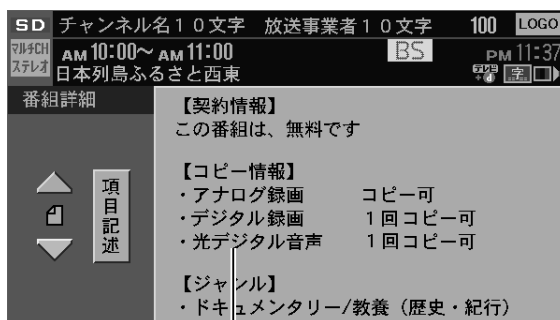 SD チャンネル名10文字 放送事業者10文字 100 LOGO
マルチCH ステレオ AM 10:00～AM 11:00 BS PM 11:37
日本列島ふるさと西東 字
番組詳細
【契約情報】
この番組は、無料です
【コピー情報】
・アナログ録画 コピー可
・デジタル録画 1回コピー可
・光デジタル音声 1回コピー可
項目記述
【ジャンル】
・ドキュメンタリー/教養（歴史・紀行）